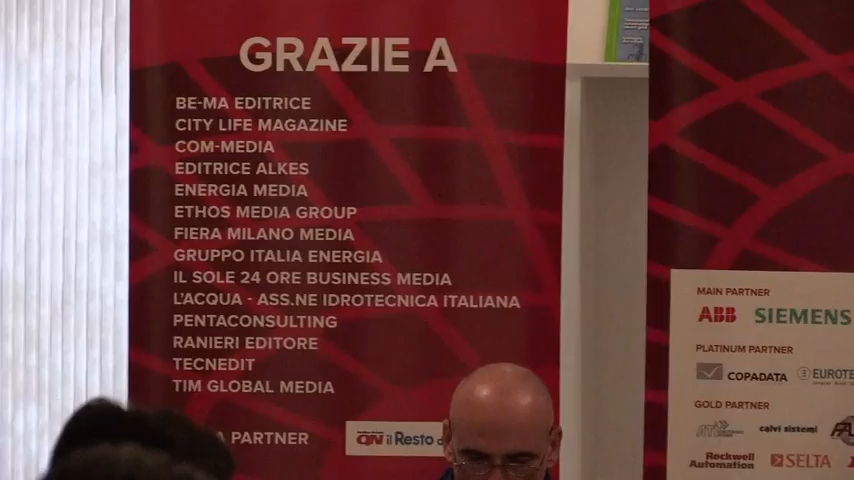 GRAZIE A
BE-MA EDITRICE
CITY LIFE MAGAZINE
COM-MEDIA
EDITRICE ALKES
ENERGIA MEDIA
ETHOS MEDIA GROUP
FIERA MILANO MEDIA
GRUPPO ITALIA ENERGIA
IL SOLE 24 ORE BUSINESS MEDIA
L'ACQUA - ASS.NE IDROTECNICA ITALIANA
PENTACONSULTING
RANIERI EDITORE
TECNEDIT
TIM GLOBAL MEDIA
A PARTNER
QN il Resto d
MAIN PARTNER
ABB SIEMENS
PLATINUM PARTNER
COPADATA EUROTE
GOLD PARTNER
calvi sistemi
Rockwell Automation SELTA